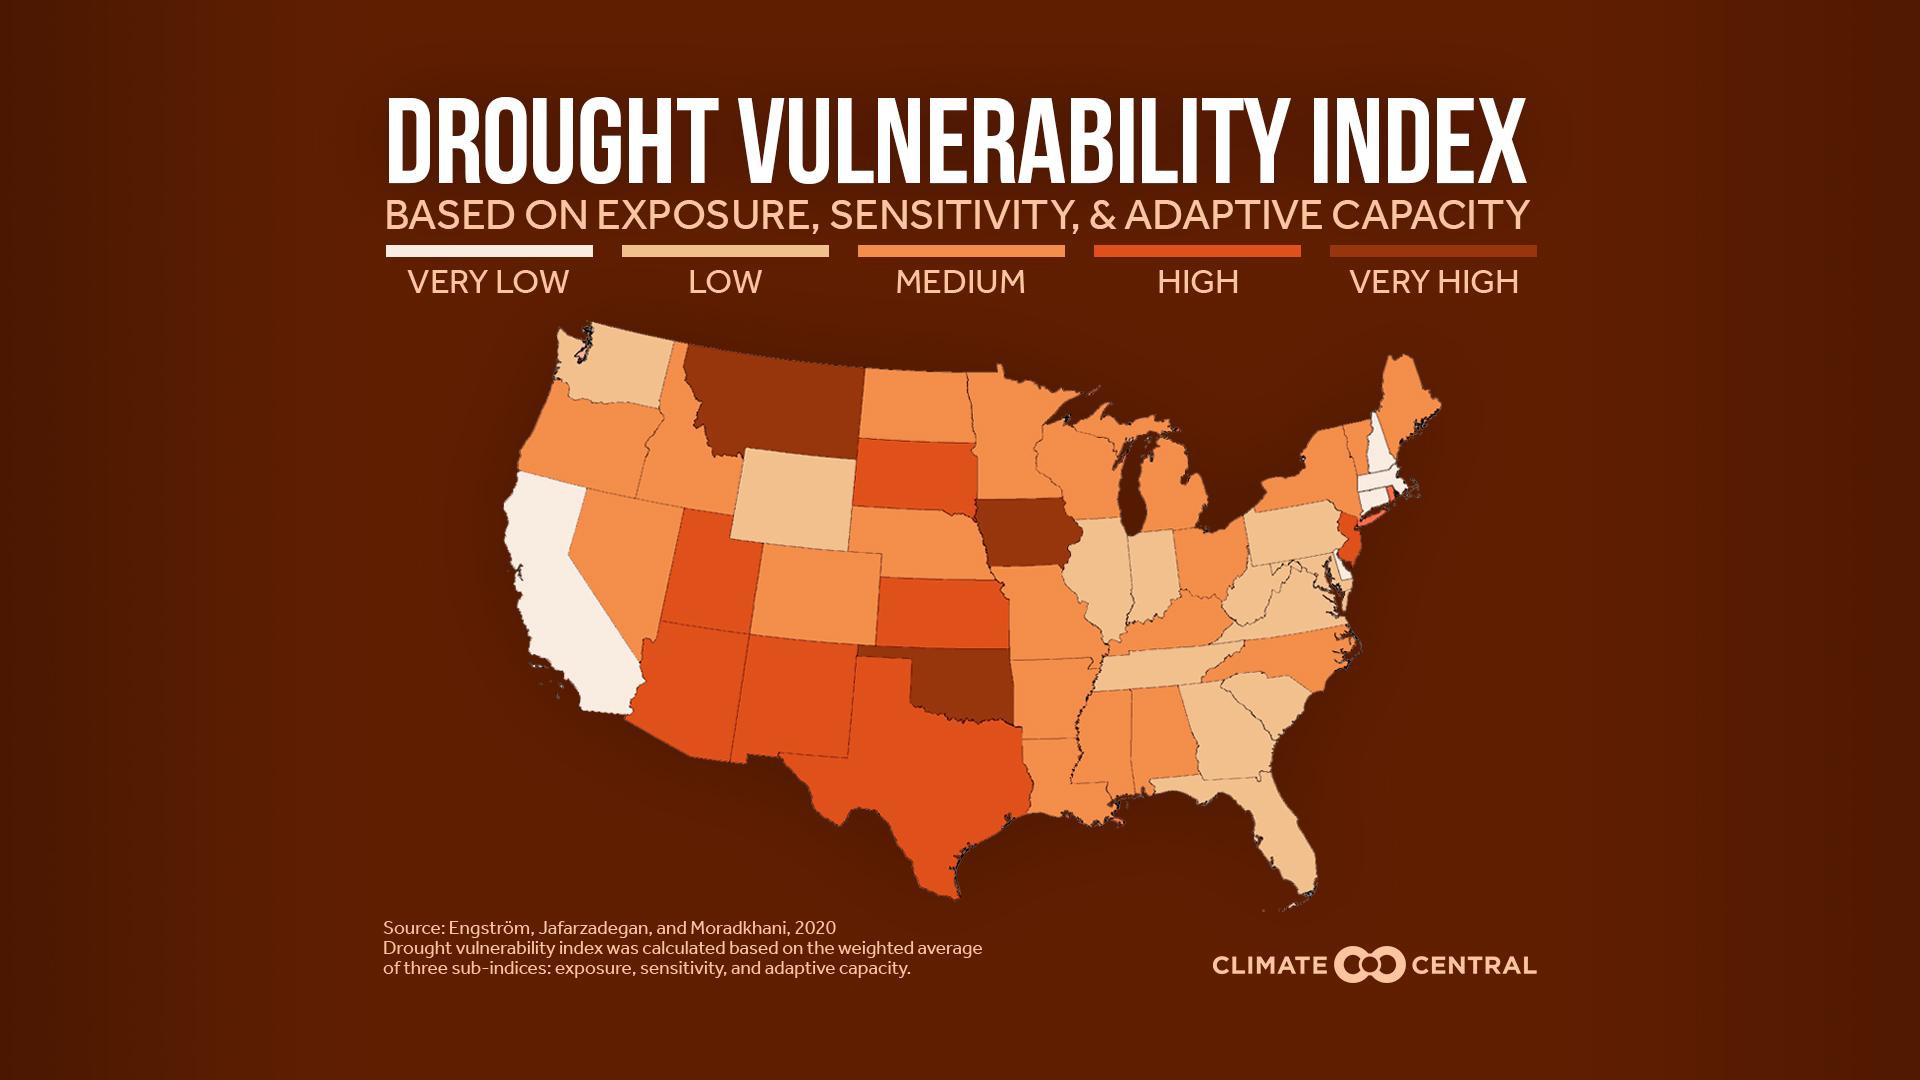 DROUGHT VULNERABILITY INDEX
BASED ON EXPOSURE, SENSITIVITY, & ADAPTIVE CAPACITY
VERY LOW LOW MEDIUM HIGH VERY HIGH
Source: Engström, Jafarzadegan, and Moradkhani, 2020
Drought vulnerability index was calculated based on the weighted average
of three sub-indices: exposure, sensitivity, and adaptive capacity.
CLIMATE CENTRAL